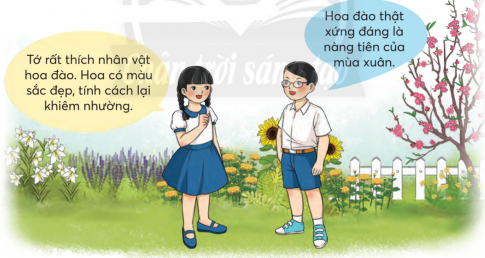 Tớ rất thích nhân vật
hoa đào. Hoa có màu
sắc đẹp, tính cách lại
khiêm nhường.
Hoa đào thật
xứng đáng là
nàng tiên của
mùa xuân.